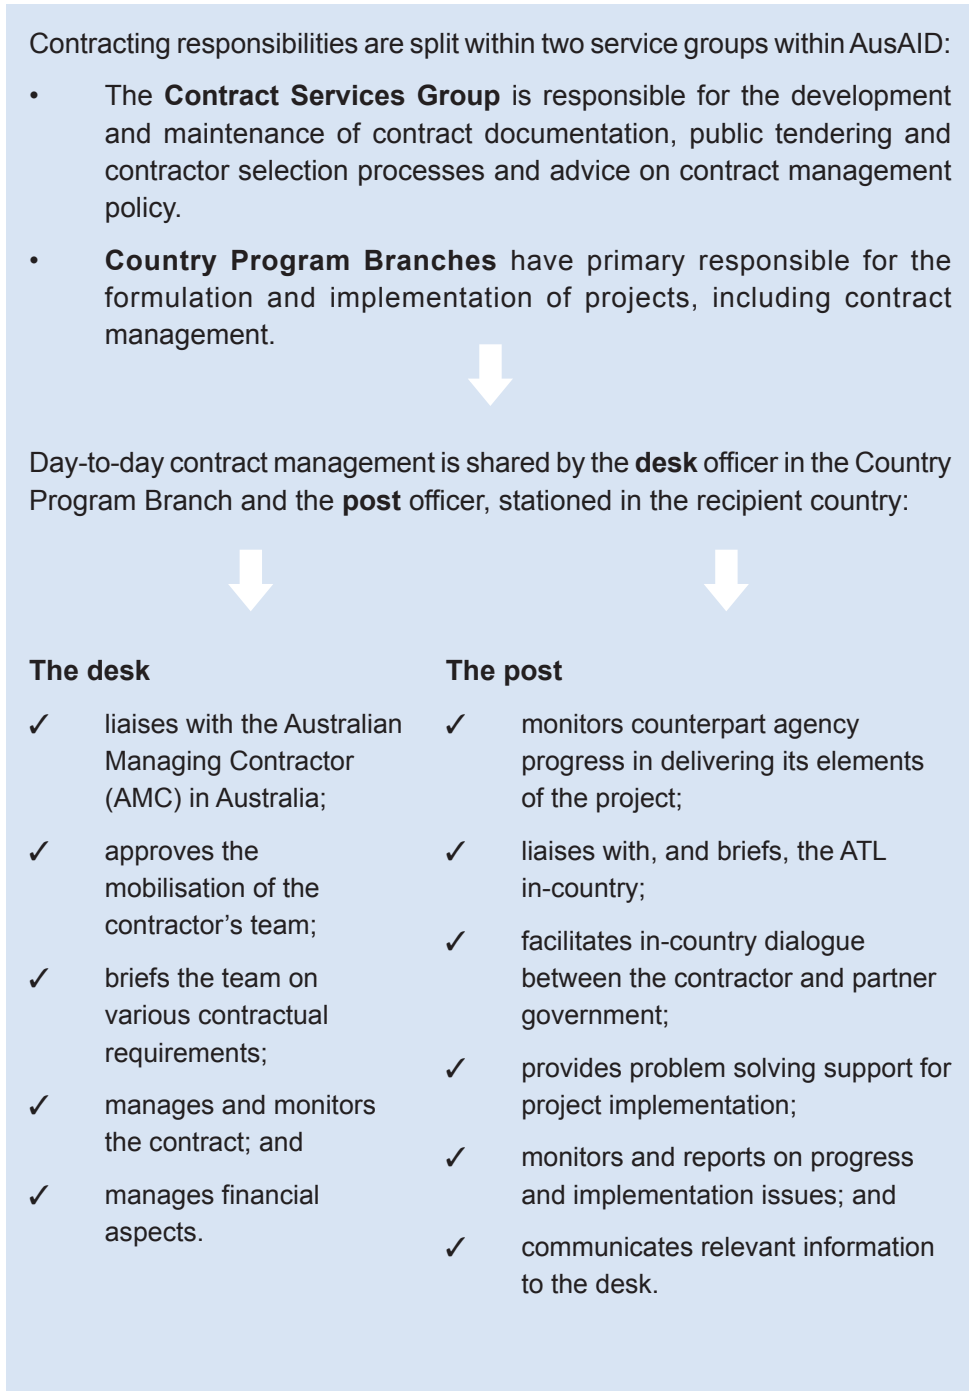 Contracting responsibilities are split within two service groups within AusAID:
• The Contract Services Group is responsible for the development
and maintenance of contract documentation, public tendering and
contractor selection processes and advice on contract management
policy.
• Country Program Branches have primary responsible for the
formulation and implementation of projects, including contract
management.
Day-to-day contract management is shared by the desk officer in the Country
Program Branch and the post officer, stationed in the recipient country:
The desk
✓ liaises with the Australian
Managing Contractor
(AMC) in Australia;
✓ approves the
mobilisation of the
contractor’s team;
✓ briefs the team on
various contractual
requirements;
✓ manages and monitors
the contract; and
✓ manages financial
aspects.
The post
✓ monitors counterpart agency
progress in delivering its elements
of the project;
✓ liaises with, and briefs, the ATL
in-country;
✓ facilitates in-country dialogue
between the contractor and partner
government;
✓ provides problem solving support for
project implementation;
✓ monitors and reports on progress
and implementation issues; and
✓ communicates relevant information
to the desk.